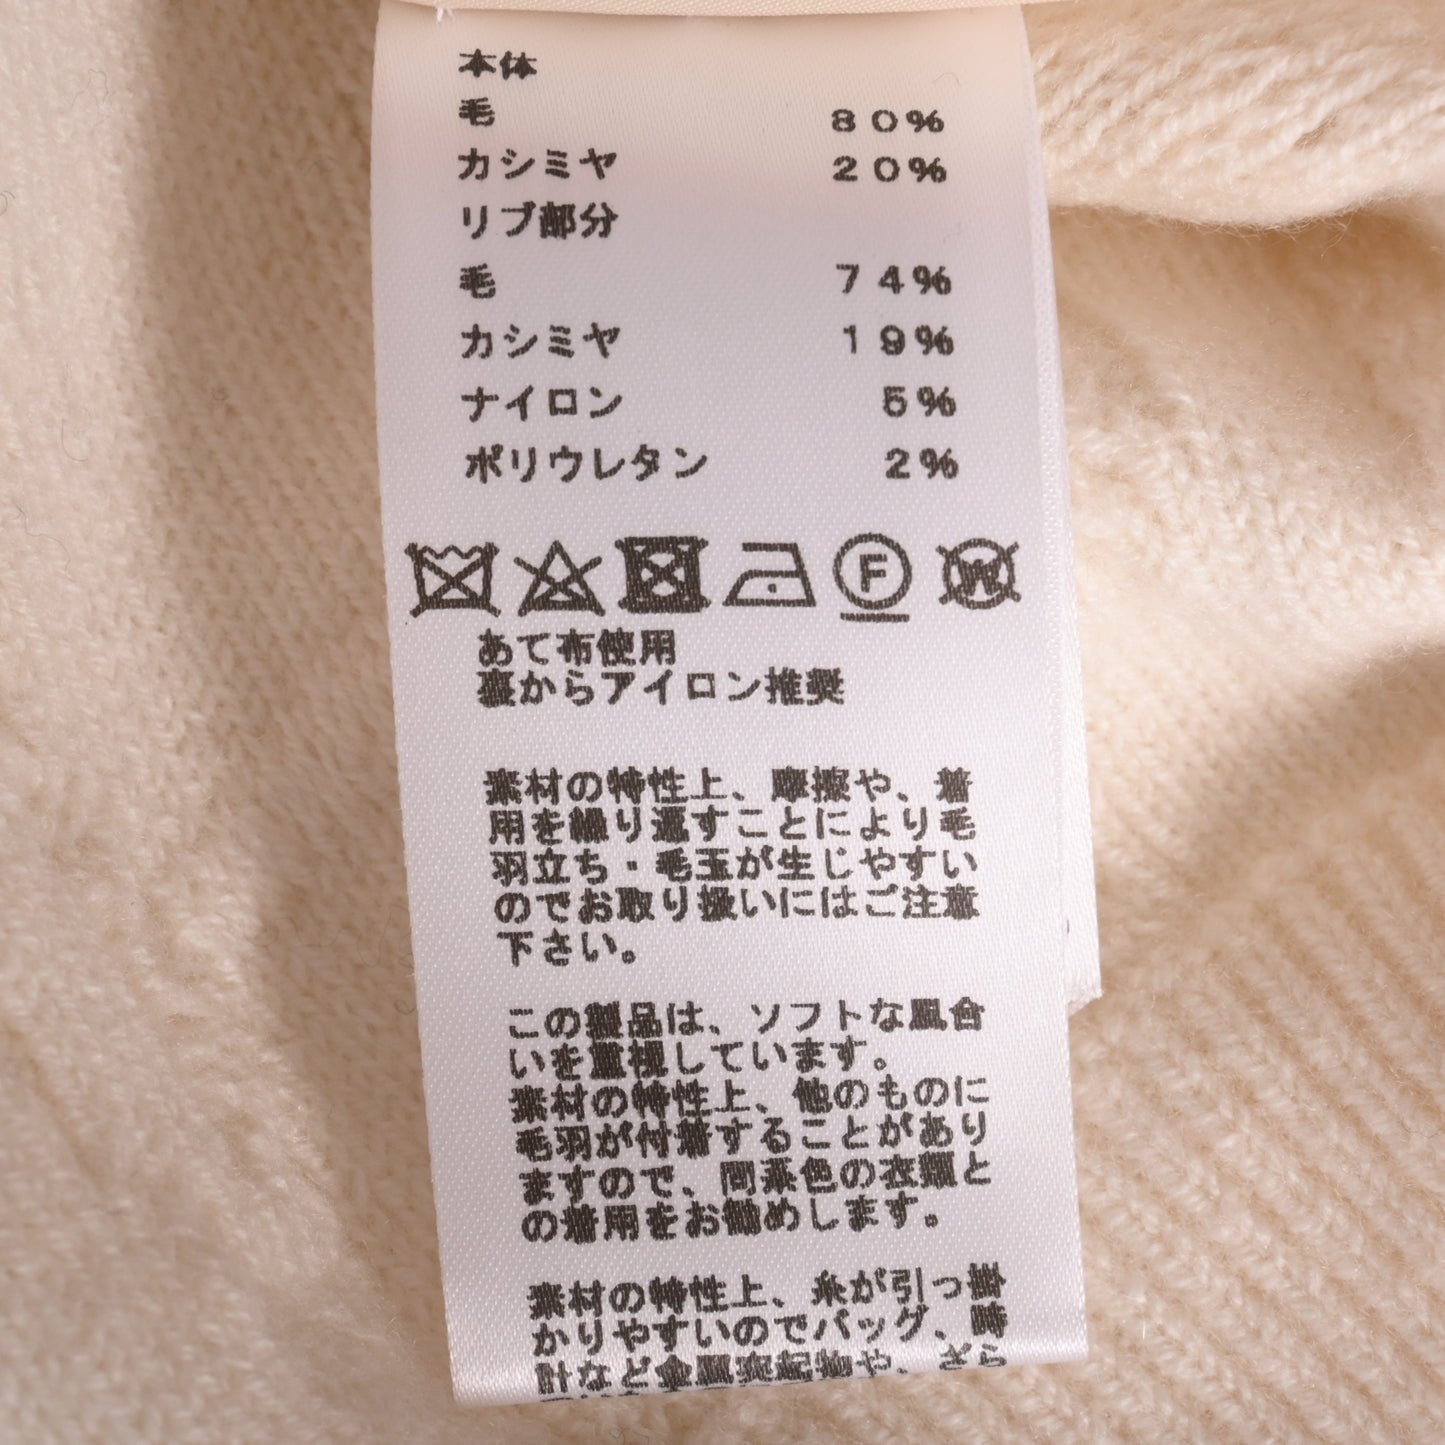 本体
毛 80%
カシミヤ 20%
リブ部分
毛 74%
カシミヤ 19%
ナイロン 5%
ポリウレタン 2%
F W
あて布使用
裏からアイロン推奨
素材の特性上、摩擦や、着
用を繰り返すことにより毛
羽立ち・毛玉が生じやすい
のでお取り扱いにはご注意
下さい。
この製品は、ソフトな風合
いを重視しています。
素材の特性上、他のものに
毛羽が付着することがあり
ますので、同系色の衣類と
の着用をお勧めします。
素材の特性上、糸が引っ掛
かりやすいのでバッグ、時
計など金属突起物や、ざら